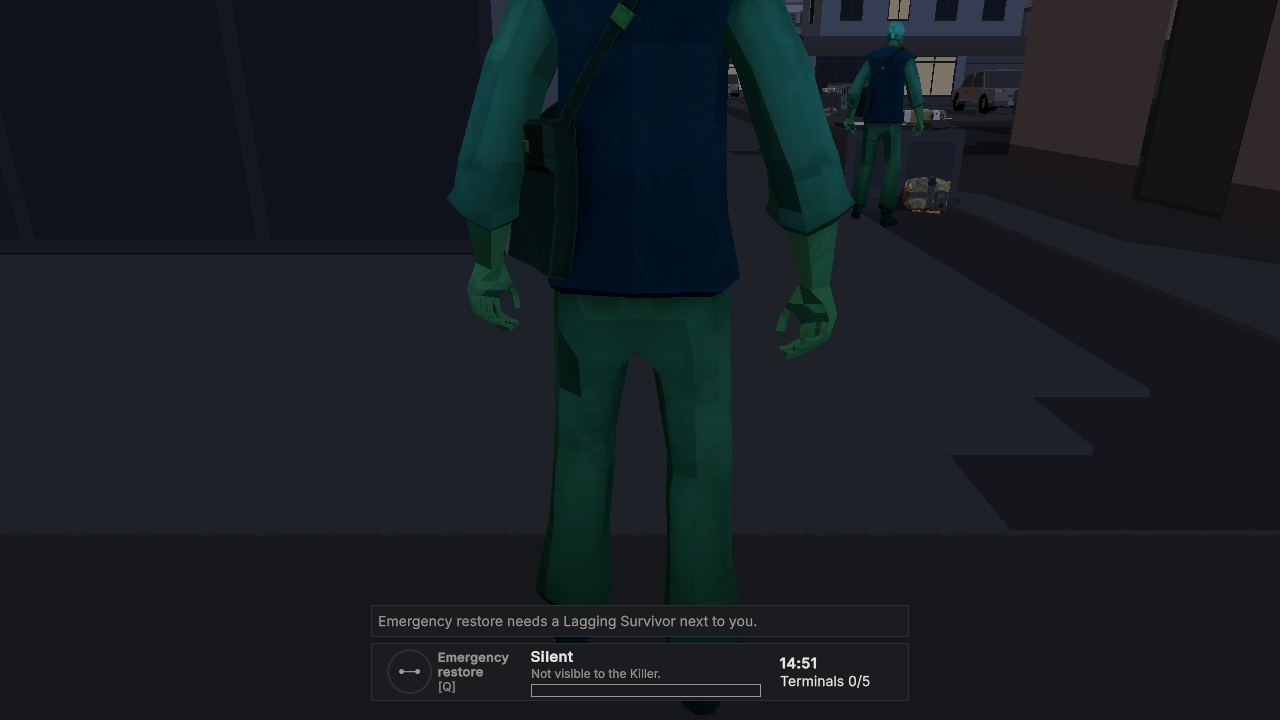 Emergency restore needs a Lagging Survivor next to you.
Emergency
restore
[Q]
Silent
Not visible to the Killer.
14:51
Terminals 0/5